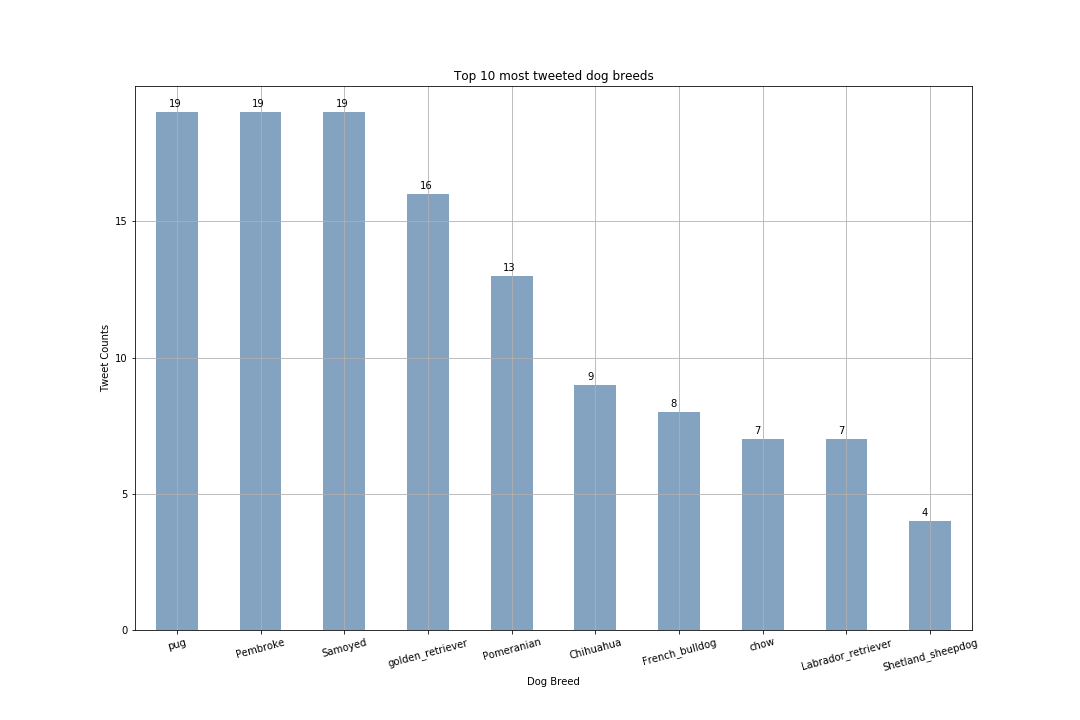 Top 10 most tweeted dog breeds
19
19
19
16
13
9
8
7
7
4
15
10
5
0
Tweet Counts
pug
Pembroke
Samoyed
golden_retriever
Pomeranian
Chihuahua
French_bulldog
chow
Labrador_retriever
Shetland_sheepdog
Dog Breed